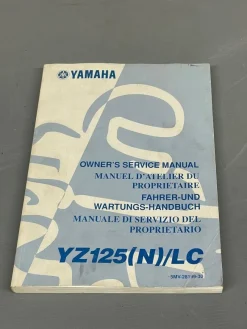 YAMAHA
OWNER'S SERVICE MANUAL
MANUEL D'ATELIER DU
PROPRIETAIRE
FAHRER-UND
WARTUNGS-HANDBUCH
MANUALE DI SERVIZIO DEL
PROPRIETARIO
YZ125(N)/LC